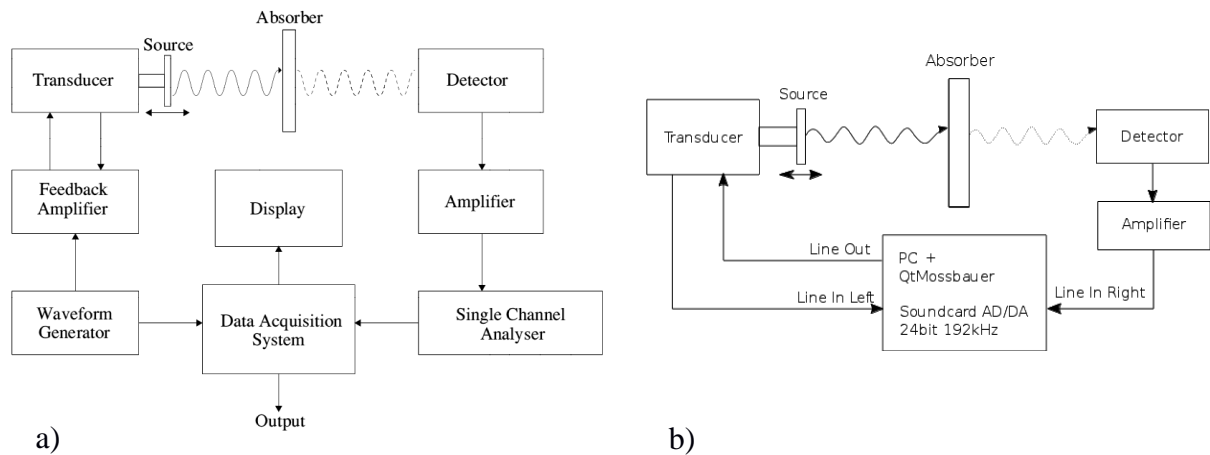 Absorber
Source
Transducer
Detector
Feedback
Amplifier
Display
Amplifier
Waveform
Generator
Data Acquisition
System
Single Channel
Analyser
Output
a)
Absorber
Source
Transducer
Detector
Amplifier
Line Out
PC +
QtMossbauer
Line In Left
Line In Right
Soundcard AD/DA
24bit 192kHz
b)